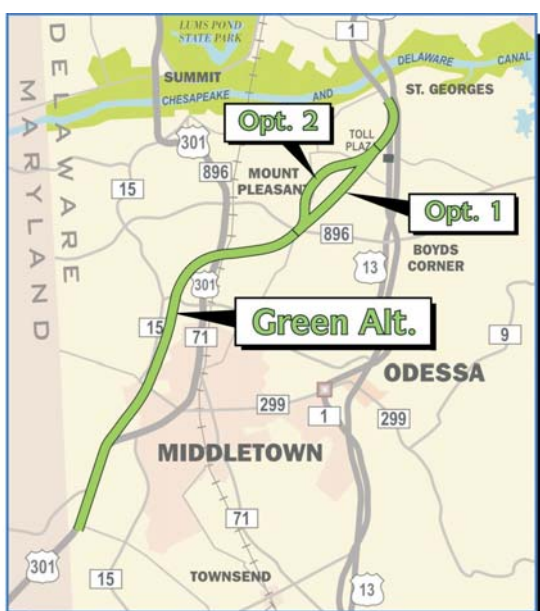 LUMS POND
STATE PARK
1
DELAWARE
MARYLAND
SUMMIT
DELAWARE CANAL
CHESAPEAKE AND
ST. GEORGES
301
Opt. 2
TOLL
PLAZ
896
MOUNT
PLEASANT
15
Opt. 1
896
BOYDS
CORNER
13
301
15
Green Alt.
71
9
ODESSA
299
1
299
MIDDLETOWN
71
301
15
TOWNSEND
13